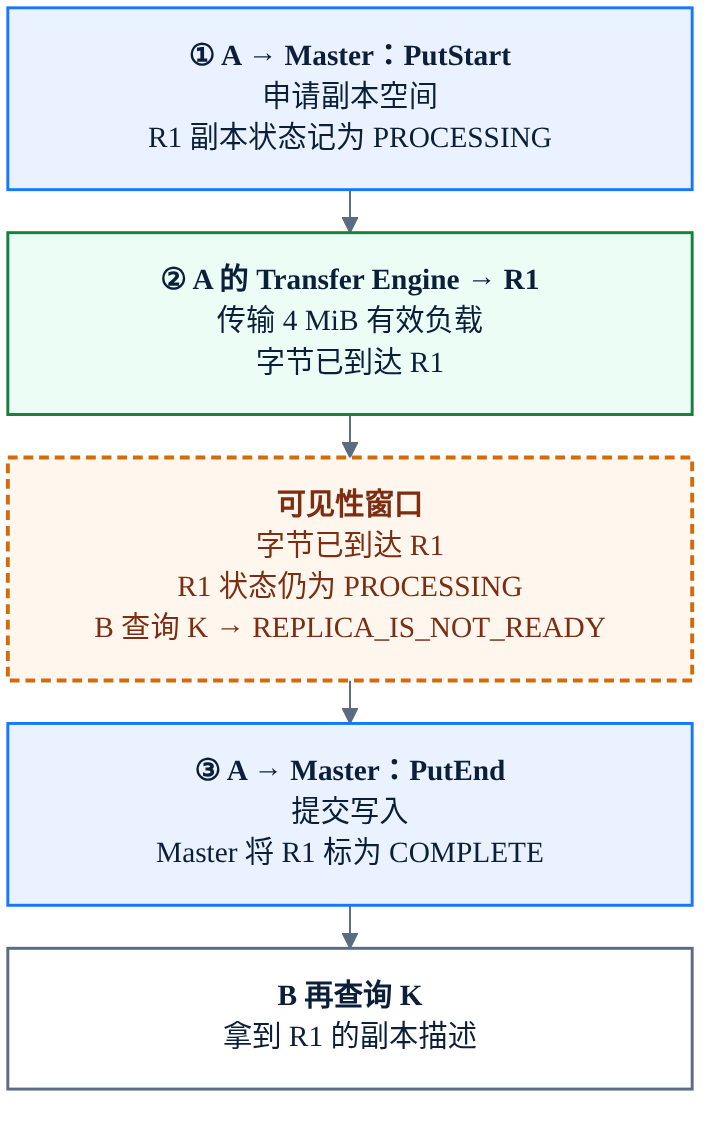 ① A → Master：PutStart
申请副本空间
R1 副本状态记为 PROCESSING
② A 的 Transfer Engine → R1
传输 4 MiB 有效负载
字节已到达 R1
可见性窗口
字节已到达 R1
R1 状态仍为 PROCESSING
B 查询 K → REPLICA_IS_NOT_READY
③ A → Master：PutEnd
提交写入
Master 将 R1 标为 COMPLETE
B 再查询 K
拿到 R1 的副本描述